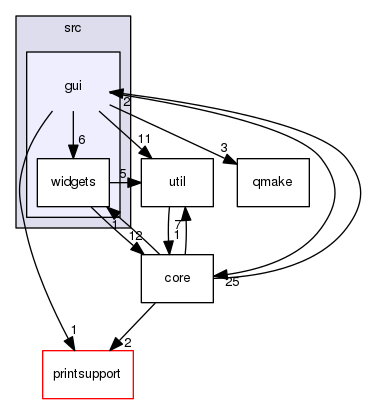 src
gui
2
6
11
3
widgets
5
util
qmake
1
12
7
1
core
25
1
2
printsupport